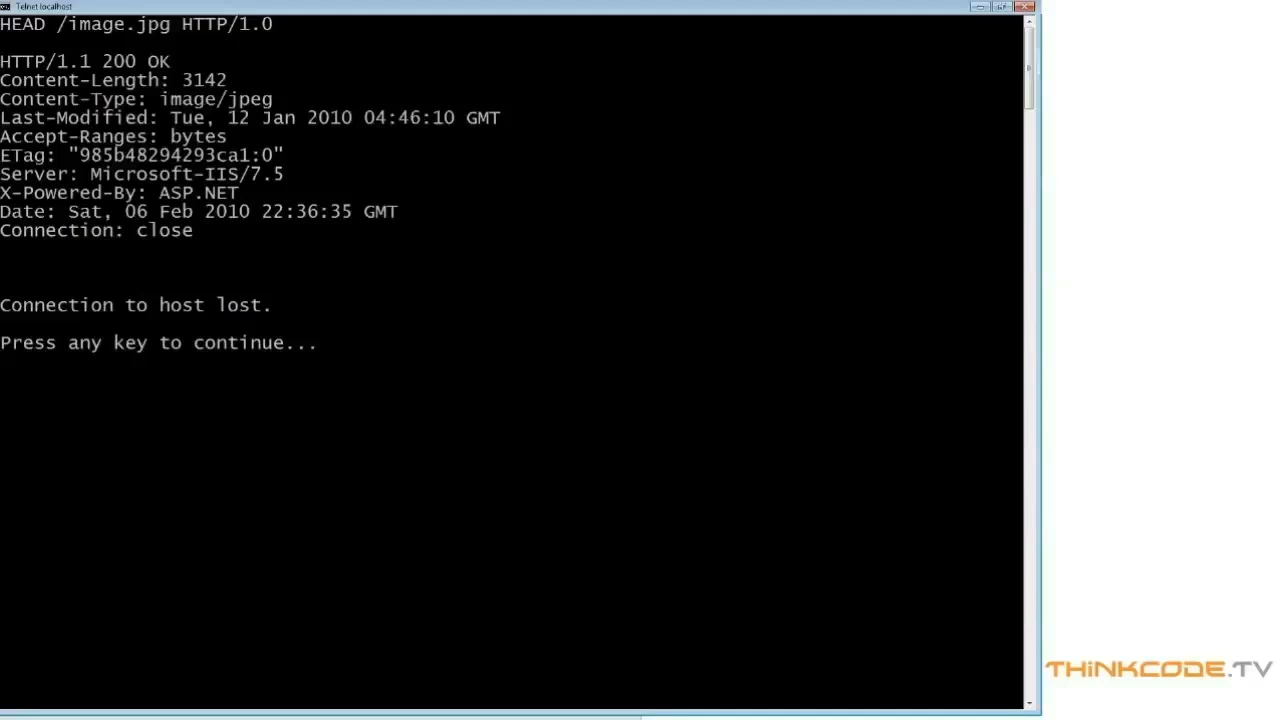 Telnet localhost
HEAD /image.jpg HTTP/1.0
HTTP/1.1 200 OK
Content-Length: 3142
Content-Type: image/jpeg
Last-Modified: Tue, 12 Jan 2010 04:46:10 GMT
Accept-Ranges: bytes
ETag: "985b48294293ca1:0"
Server: Microsoft-IIS/7.5
X-Powered-By: ASP.NET
Date: Sat, 06 Feb 2010 22:36:35 GMT
Connection: close
Connection to host lost.
Press any key to continue...
THiNKCODE.TV